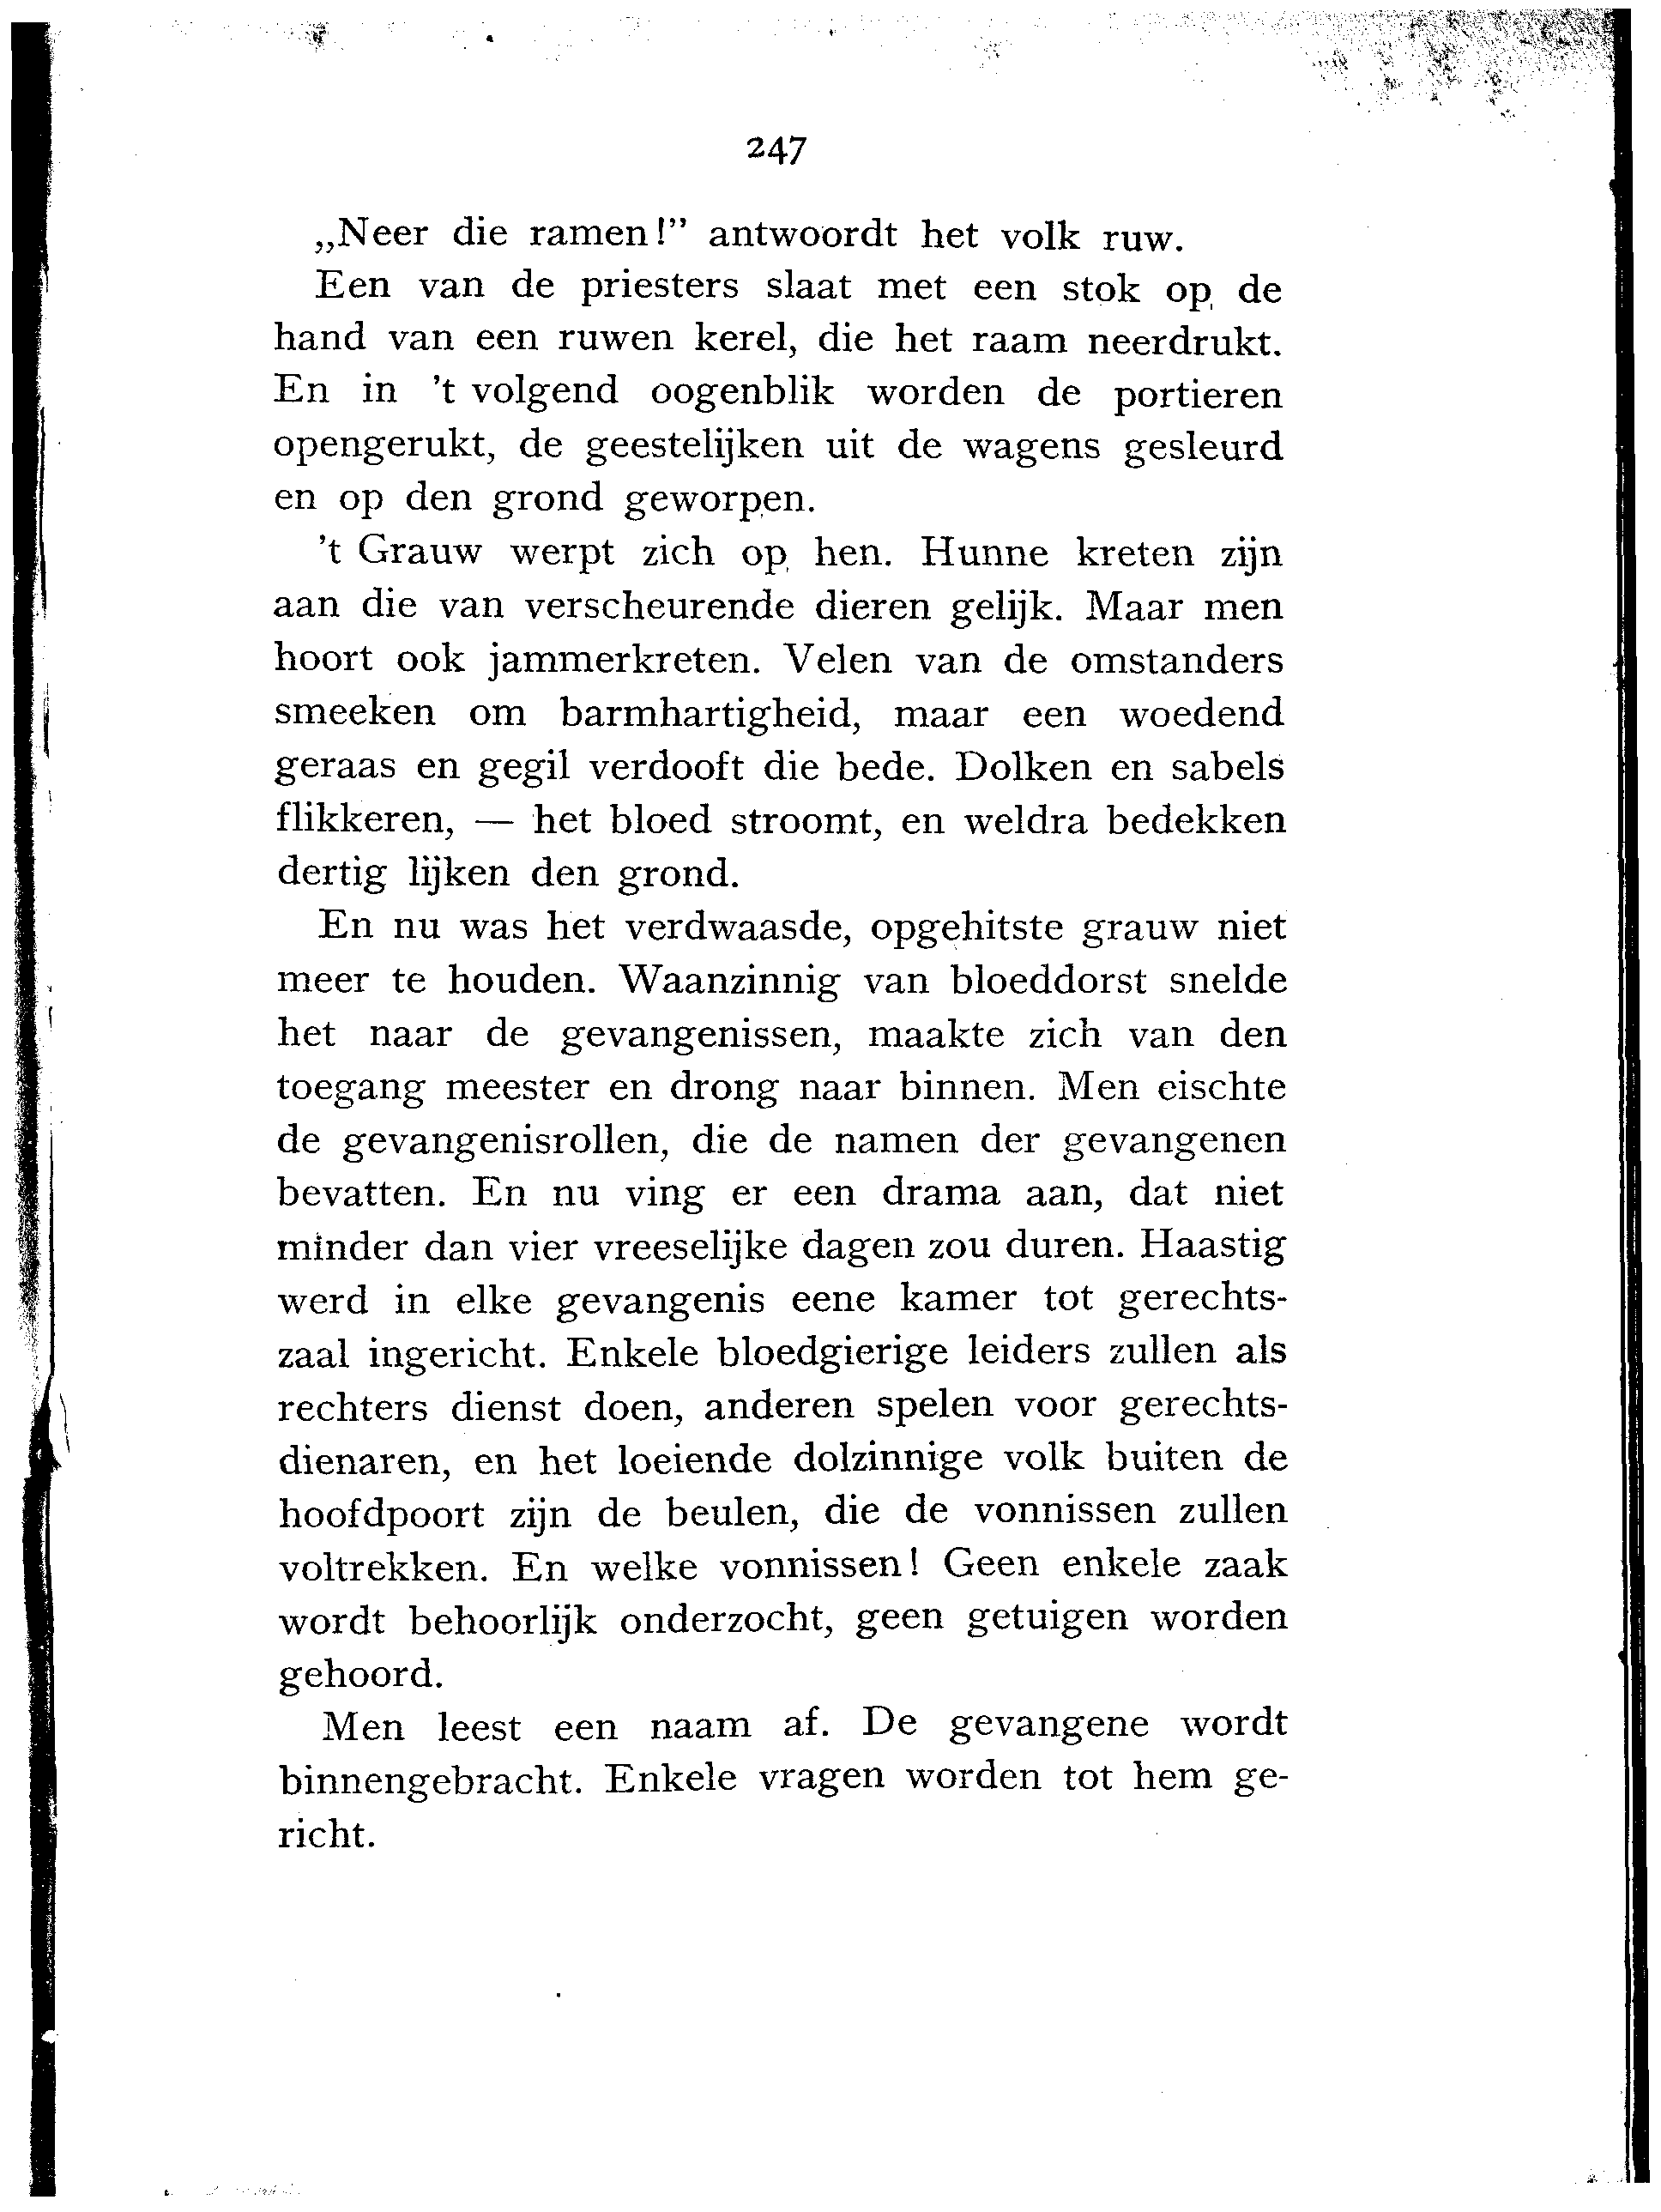 247
„Neer die ramen!” antwoordt het volk ruw.
Een van de priesters slaat met een stok op de
hand van een ruwen kerel, die het raam neerdrukt.
En in 't volgend oogenblik worden de portieren
opengerukt, de geestelijken uit de wagens gesleurd
en op den grond geworpen.
't Grauw werpt zich op hen. Hunne kreten zijn
aan die van verscheurende dieren gelijk. Maar men
hoort ook jammerkreten. Velen van de omstanders
smeeken om barmhartigheid, maar een woedend
geraas en gegil verdooft die bede. Dolken en sabels
flikkeren, — het bloed stroomt, en weldra bedekken
dertig lijken den grond.
En nu was het verdwaasde, opgehitste grauw niet
meer te houden. Waanzinnig van bloeddorst snelde
het naar de gevangenissen, maakte zich van den
toegang meester en drong naar binnen. Men eischte
de gevangenisrollen, die de namen der gevangenen
bevatten. En nu ving er een drama aan, dat niet
minder dan vier vreeselijke dagen zou duren. Haastig
werd in elke gevangenis eene kamer tot gerechts-
zaal ingericht. Enkele bloedgierige leiders zullen als
rechters dienst doen, anderen spelen voor gerechts-
dienaren, en het loeiende dolzinnige volk buiten de
hoofdpoort zijn de beulen, die de vonnissen zullen
voltrekken. En welke vonnissen! Geen enkele zaak
wordt behoorlijk onderzocht, geen getuigen worden
gehoord.
Men leest een naam af. De gevangene wordt
binnengebracht. Enkele vragen worden tot hem ge-
richt.